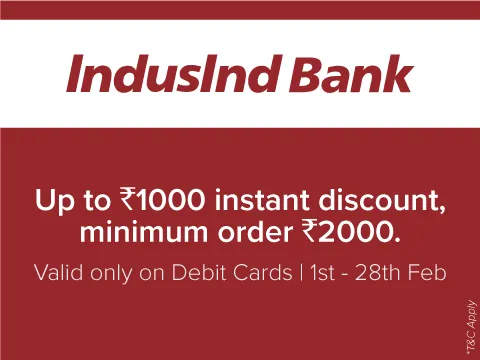 IndusInd Bank
Up to ₹1000 instant discount,
minimum order ₹2000.
Valid only on Debit Cards | 1st - 28th Feb
*T&C Apply